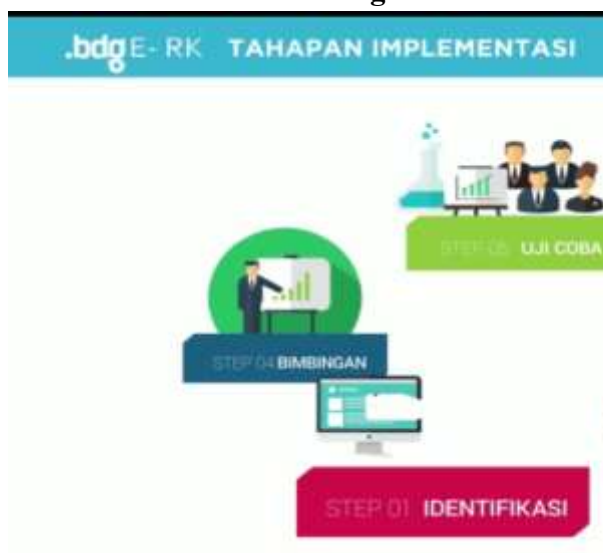 .bdg E- RK TAHAPAN IMPLEMENTASI
STEP 05 UJI COBA
STEP 04 BIMBINGAN
STEP 01 IDENTIFIKASI